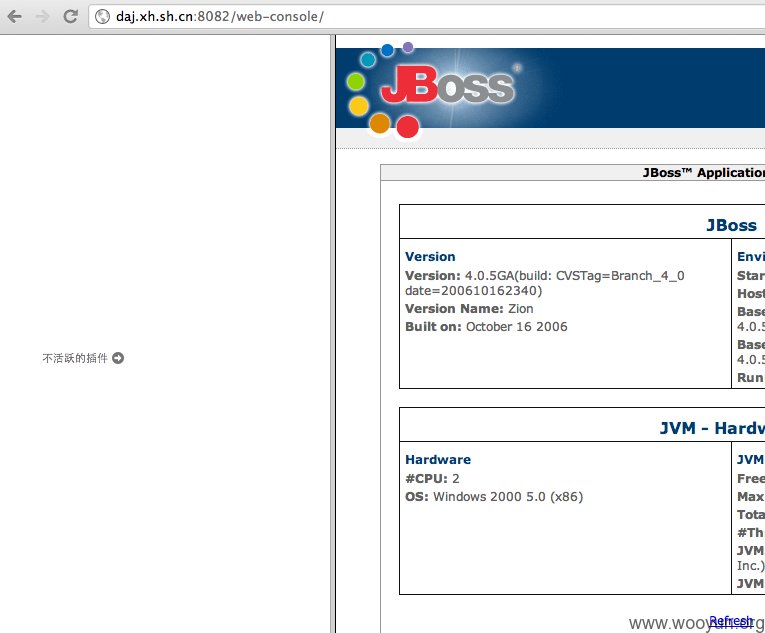 daj.xh.sh.cn:8082/web-console/
JBoss
JBoss™ Application
JBoss
Version
Version: 4.0.5GA(build: CVSTag=Branch_4_0
date=200610162340)
Version Name: Zion
Built on: October 16 2006
Envi
Star
Host
Base
4.0.5
Base
4.0.5
Run
不活跃的插件
JVM - Hardw
Hardware
#CPU: 2
OS: Windows 2000 5.0 (x86)
JVM
Free
Max
Tota
#Th
JVM
Inc.)
JVM
Refresh
www.wooyun.org